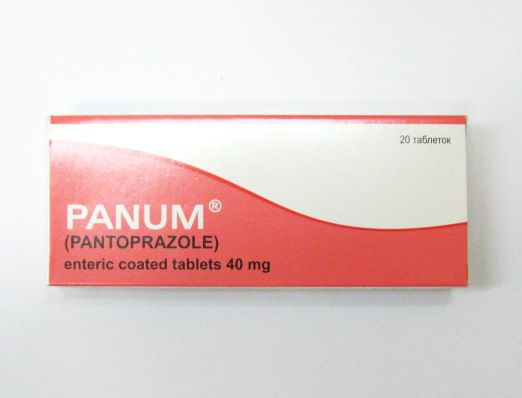 20 таблеток
PANUM®
(PANTOPRAZOLE)
enteric coated tablets 40 mg